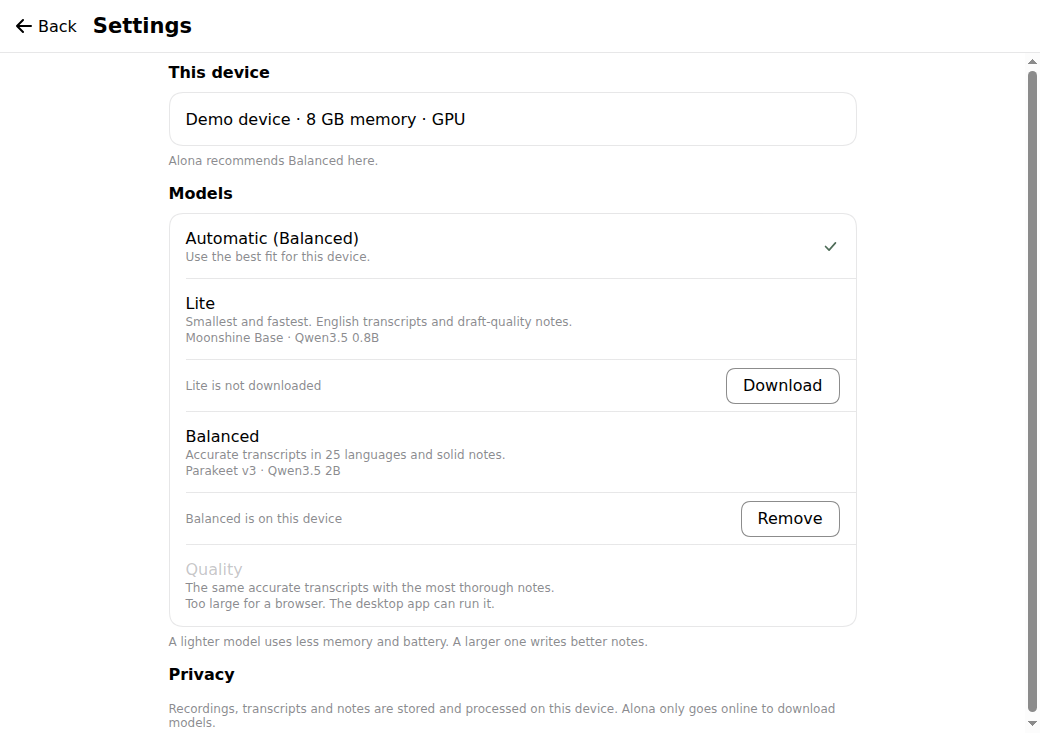 Back Settings
This device
Demo device · 8 GB memory · GPU
Alona recommends Balanced here.
Models
Automatic (Balanced)
Use the best fit for this device.
Lite
Smallest and fastest. English transcripts and draft-quality notes.
Moonshine Base · Qwen3.5 0.8B
Lite is not downloaded Download
Balanced
Accurate transcripts in 25 languages and solid notes.
Parakeet v3 · Qwen3.5 2B
Balanced is on this device Remove
Quality
The same accurate transcripts with the most thorough notes.
Too large for a browser. The desktop app can run it.
A lighter model uses less memory and battery. A larger one writes better notes.
Privacy
Recordings, transcripts and notes are stored and processed on this device. Alona only goes online to download
models.